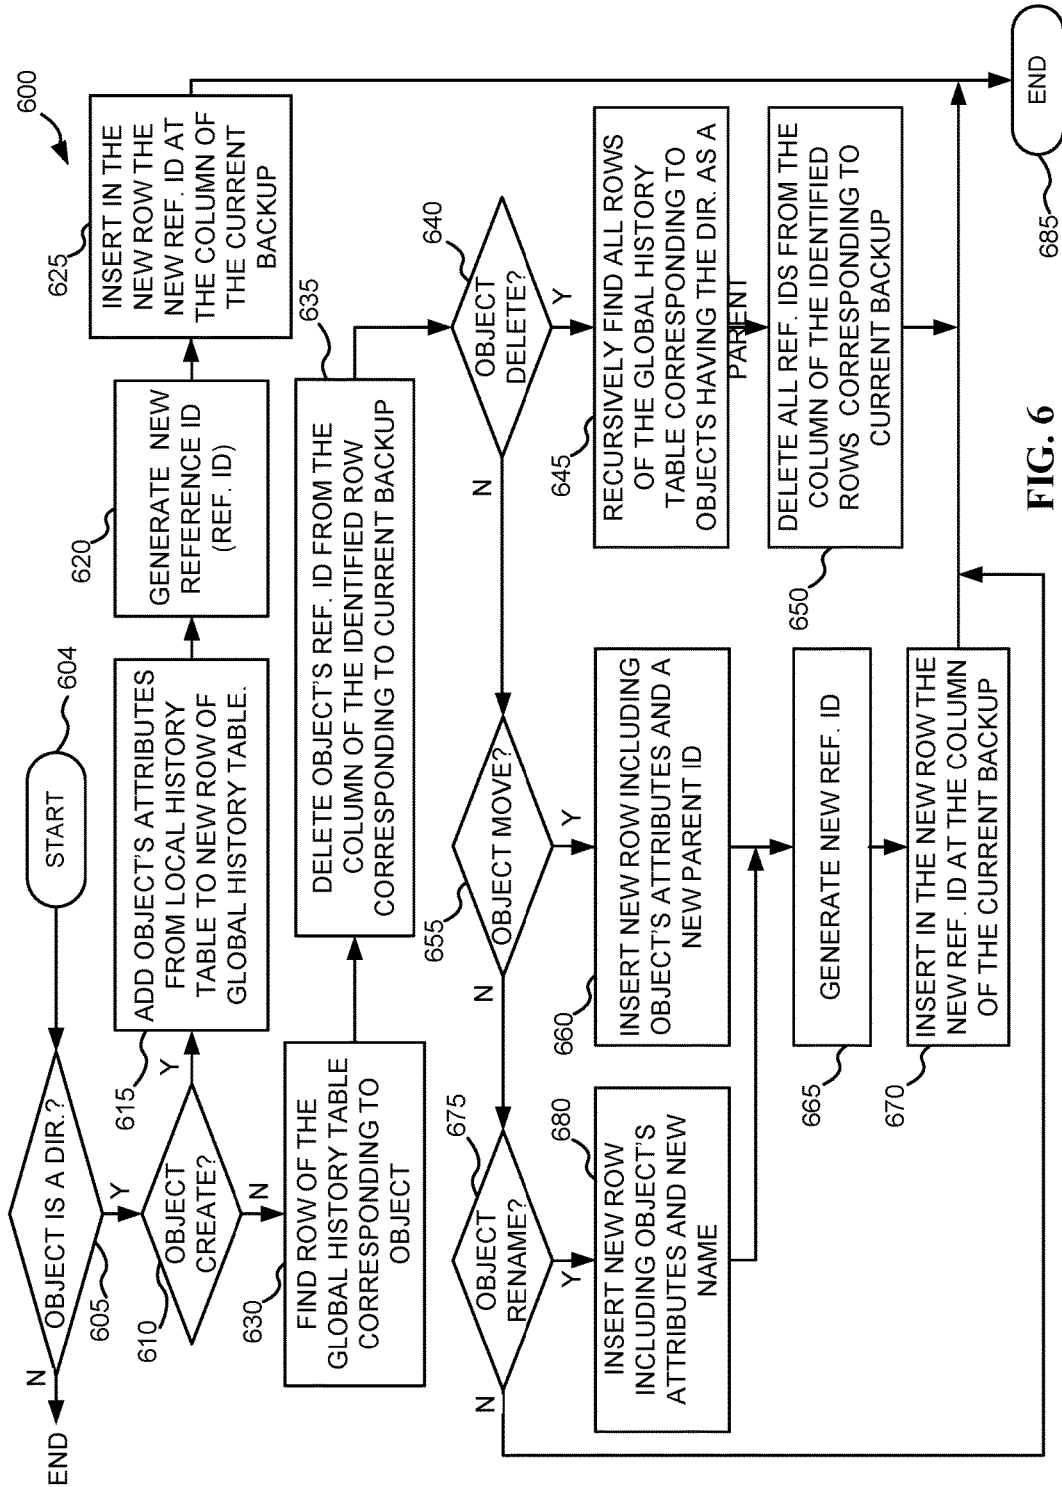 600
START
604
OBJECT IS A DIR.?
605
N
END
Y
OBJECT
CREATE?
610
Y
615
ADD OBJECT'S ATTRIBUTES
FROM LOCAL HISTORY
TABLE TO NEW ROW OF
GLOBAL HISTORY TABLE.
620
GENERATE NEW
REFERENCE ID
(REF. ID)
625
INSERT IN THE
NEW ROW THE
NEW REF. ID AT
THE COLUMN OF
THE CURRENT
BACKUP
N
630
FIND ROW OF THE
GLOBAL HISTORY TABLE
CORRESPONDING TO
OBJECT
635
DELETE OBJECT'S REF. ID FROM THE
COLUMN OF THE IDENTIFIED ROW
CORRESPONDING TO CURRENT BACKUP
640
OBJECT
DELETE?
N
Y
645
RECURSIVELY FIND ALL ROWS
OF THE GLOBAL HISTORY
TABLE CORRESPONDING TO
OBJECTS HAVING THE DIR. AS A
PARENT
650
DELETE ALL REF. IDS FROM THE
COLUMN OF THE IDENTIFIED
ROWS CORRESPONDING TO
CURRENT BACKUP
655
OBJECT MOVE?
N
Y
660
INSERT NEW ROW INCLUDING
OBJECT'S ATTRIBUTES AND A
NEW PARENT ID
665
GENERATE NEW REF. ID
670
INSERT IN THE NEW ROW THE
NEW REF. ID AT THE COLUMN
OF THE CURRENT BACKUP
675
OBJECT
RENAME?
N
Y
680
INSERT NEW ROW
INCLUDING OBJECT'S
ATTRIBUTES AND NEW
NAME
END
685
FIG. 6